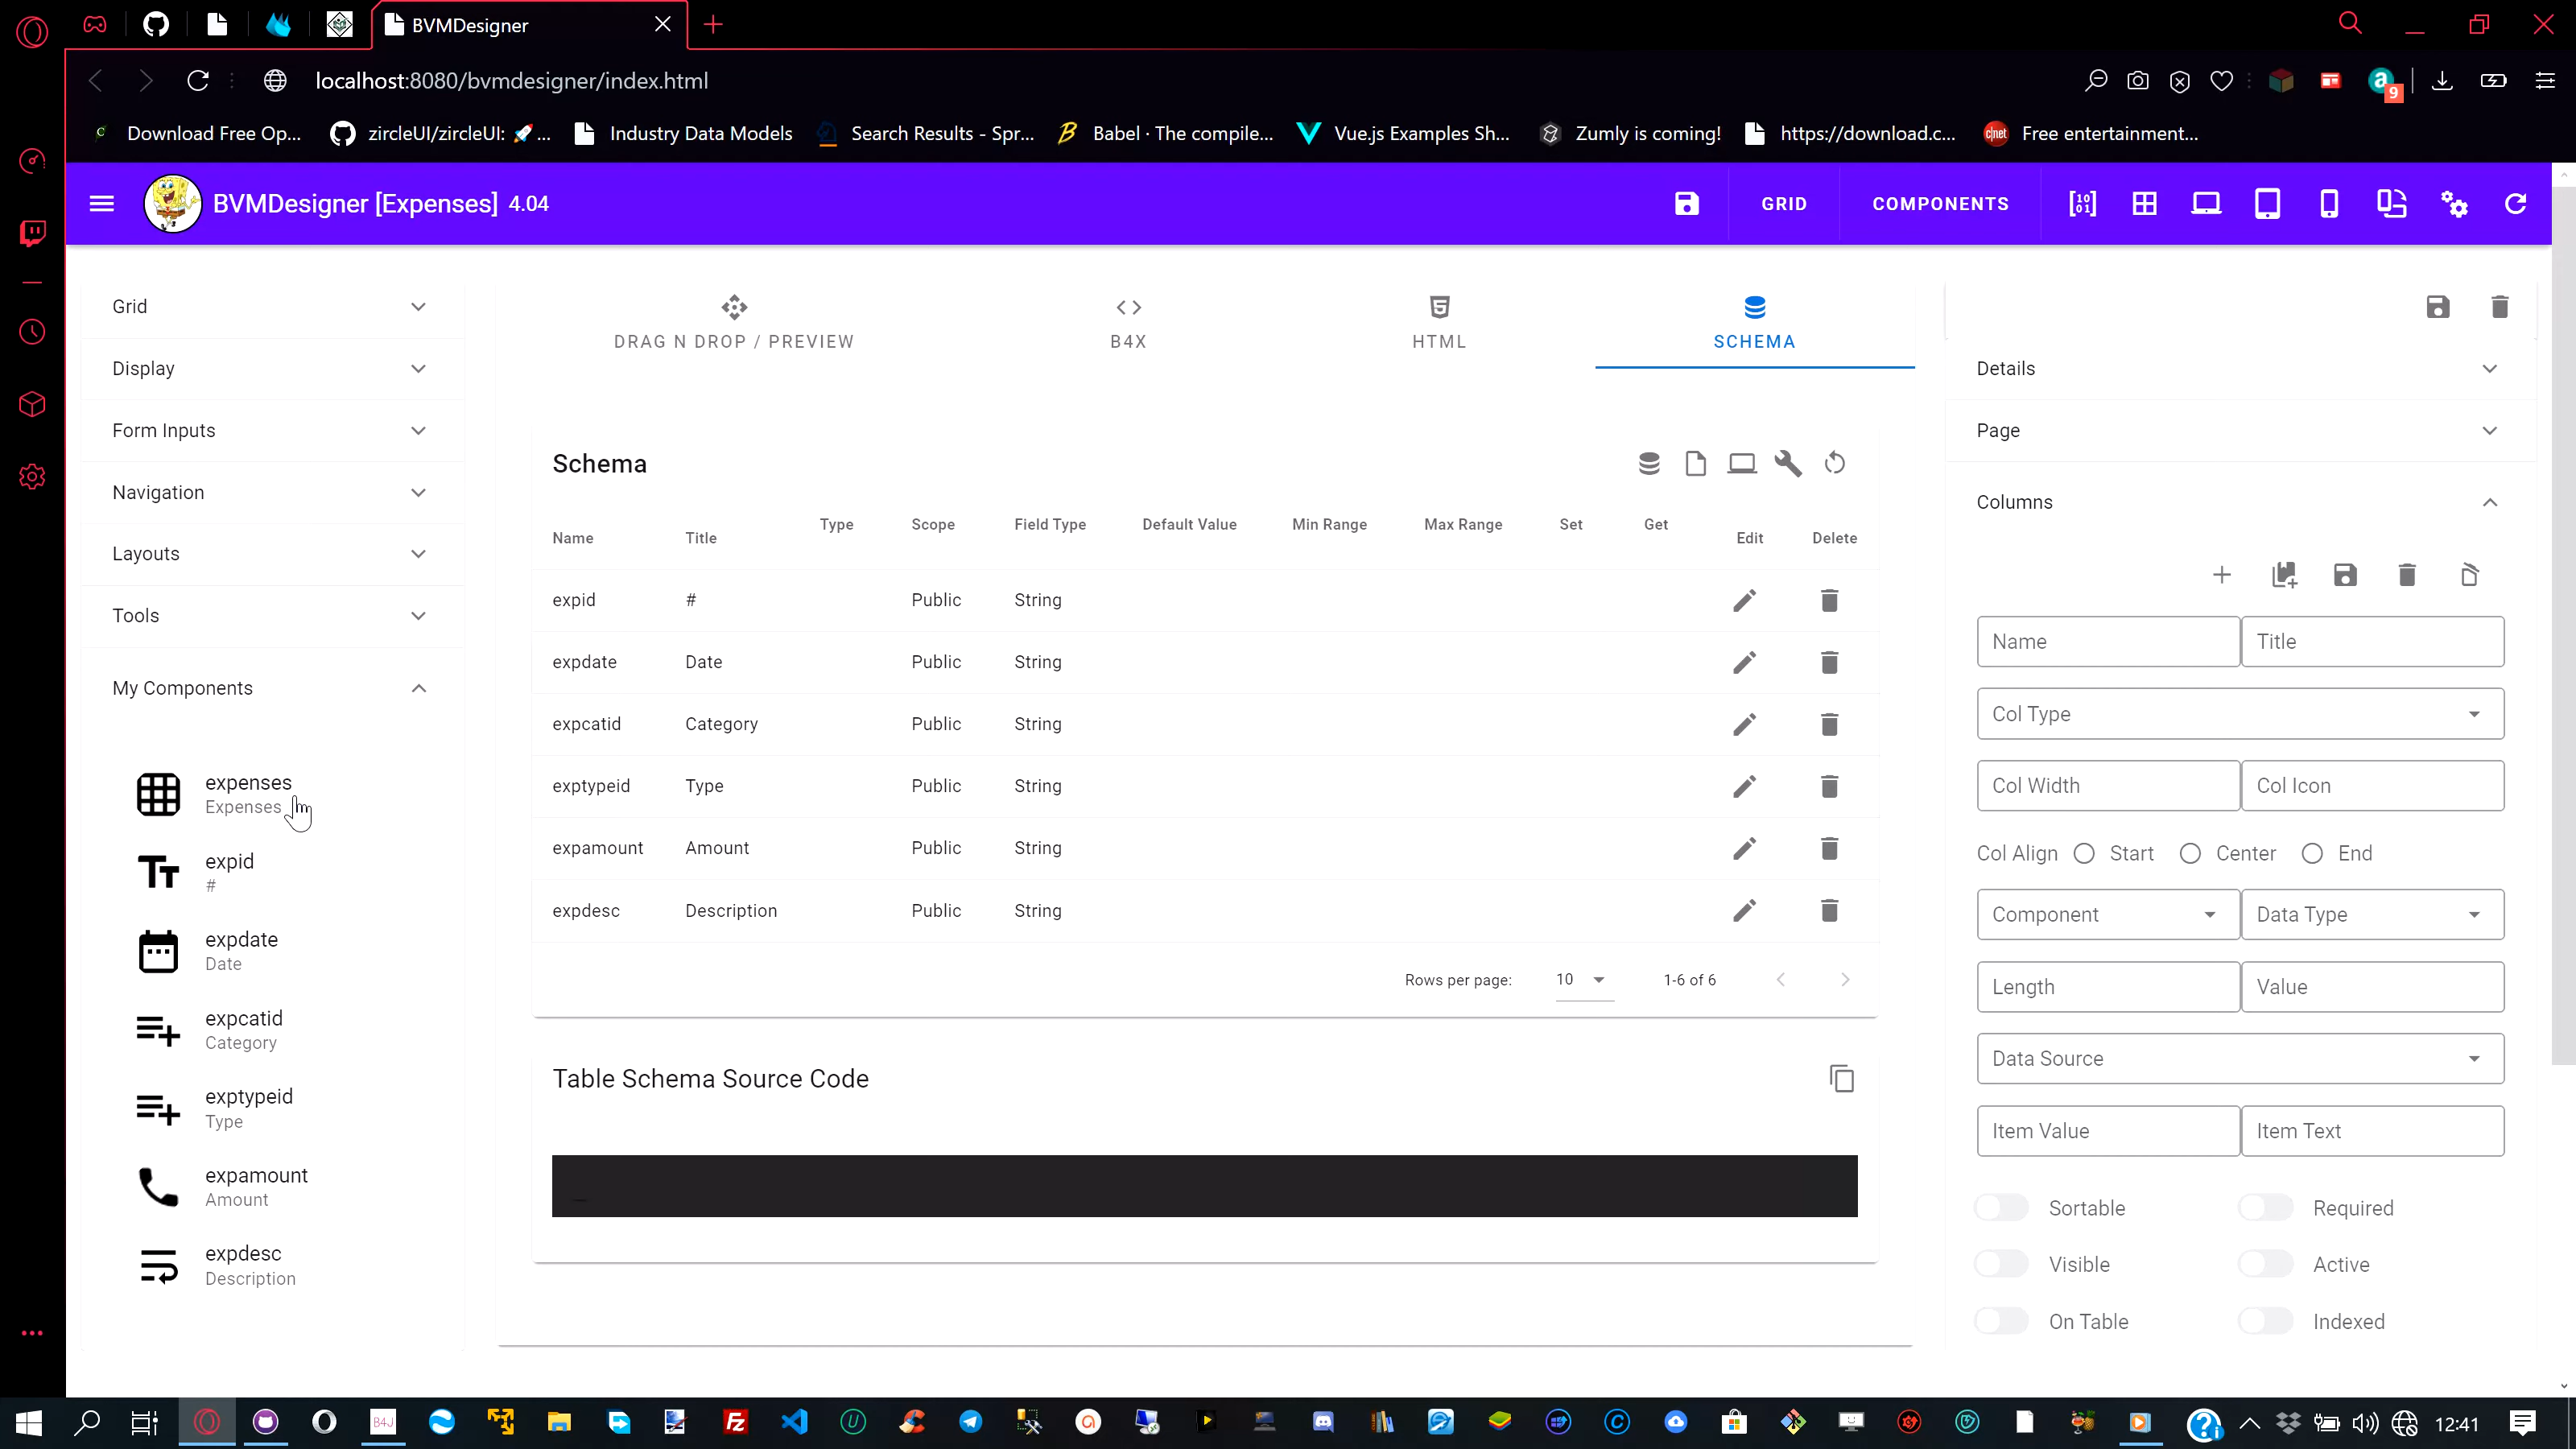 BVMDesigner
localhost:8080/bvmdesigner/index.html
9
Download Free Op... zircleUI/zircleUI: 🚀 ... Industry Data Models Search Results - Spr... Babel · The compile... Vue.js Examples Sh... Zumly is coming! https://download.c... Free entertainment...
BVMDesigner [Expenses] 4.04 GRID COMPONENTS
Grid
Display
Form Inputs
Navigation
Layouts
Tools
My Components
expenses
Expenses
expid
#
expdate
Date
expcatid
Category
exptypeid
Type
expamount
Amount
expdesc
Description
DRAG N DROP / PREVIEW B4X HTML SCHEMA
Schema
Name Title Type Scope Field Type Default Value Min Range Max Range Set Get Edit Delete
expid # Public String
expdate Date Public String
expcatid Category Public String
exptypeid Type Public String
expamount Amount Public String
expdesc Description Public String
Rows per page: 10 1-6 of 6
Table Schema Source Code
Details
Page
Columns
Name Title
Col Type
Col Width Col Icon
Col Align Start Center End
Component Data Type
Length Value
Data Source
Item Value Item Text
Sortable Required
Visible Active
On Table Indexed
B4J 12:41